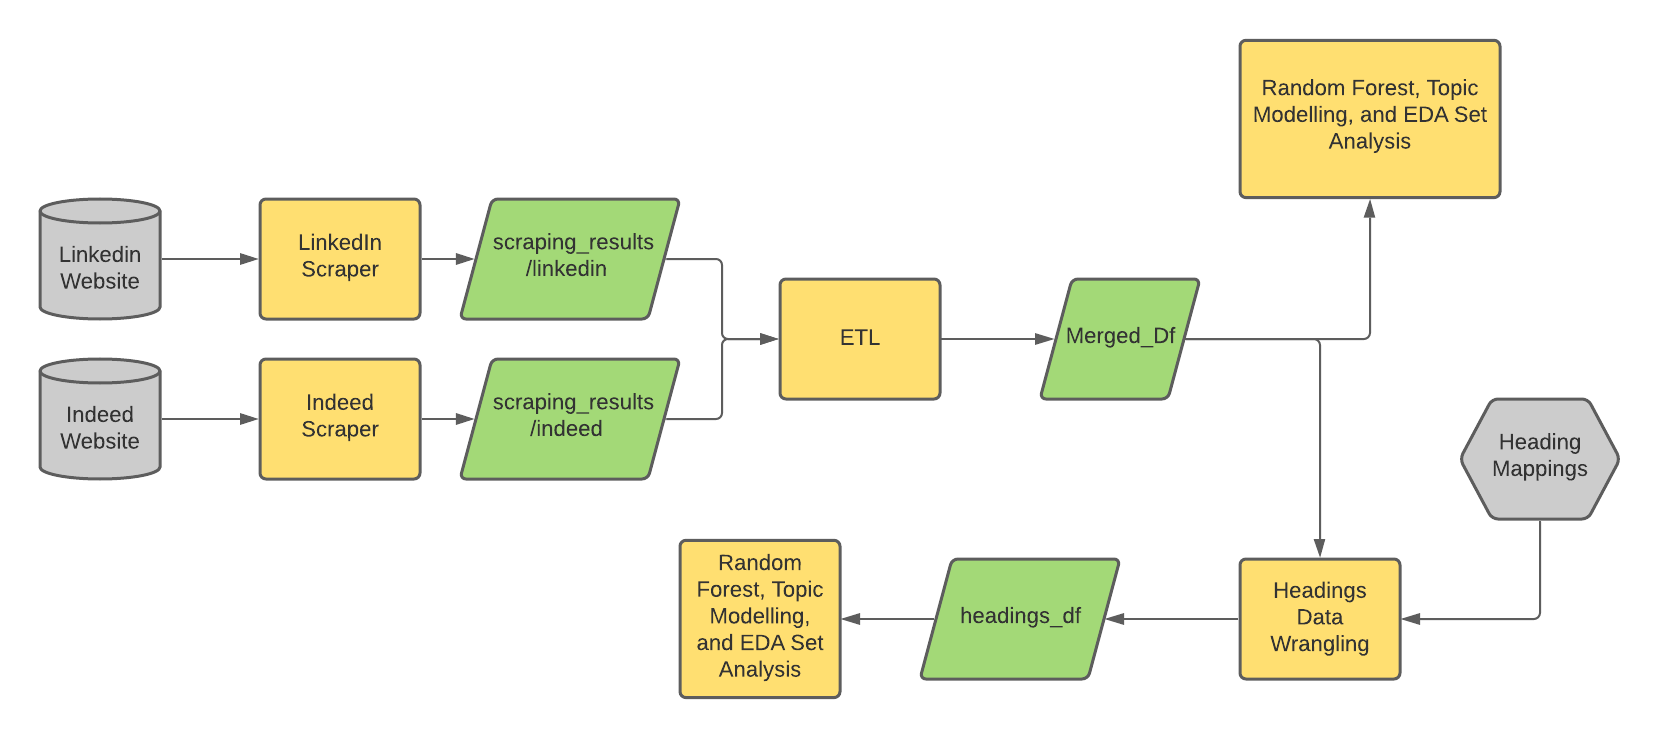 Random Forest, Topic
Modelling, and EDA Set
Analysis
Linkedin
Website
LinkedIn
Scraper
scraping_results
/linkedin
Indeed
Website
Indeed
Scraper
scraping_results
/indeed
ETL
Merged_Df
Heading
Mappings
Headings
Data
Wrangling
headings_df
Random
Forest, Topic
Modelling,
and EDA Set
Analysis